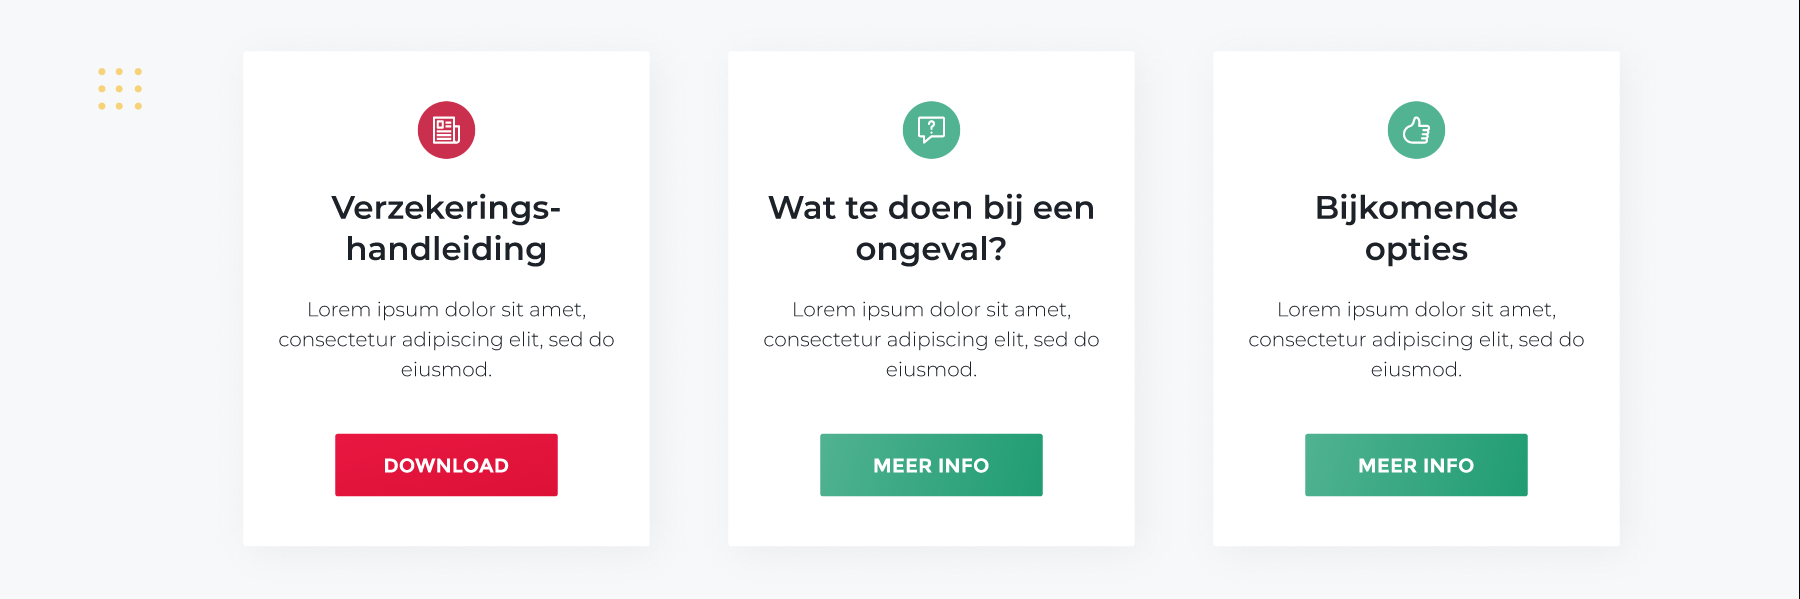 Verzekerings-
handleiding
Lorem ipsum dolor sit amet,
consectetur adipiscing elit, sed do
eiusmod.
DOWNLOAD
?
Wat te doen bij een
ongeval?
Lorem ipsum dolor sit amet,
consectetur adipiscing elit, sed do
eiusmod.
MEER INFO
Bijkomende
opties
Lorem ipsum dolor sit amet,
consectetur adipiscing elit, sed do
eiusmod.
MEER INFO